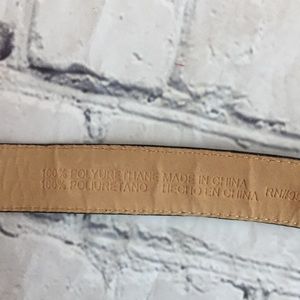 100% POLYURETHANE MADE IN CHINA
100% POLIURETANO HECHO EN CHINA